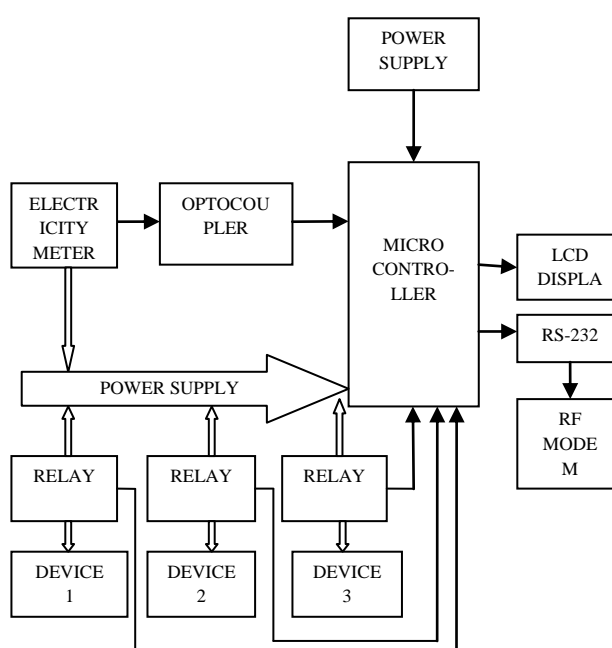 POWER
SUPPLY
ELECTR
ICITY
METER
OPTOCOU
PLER
MICRO
CONTRO-
LLER
LCD
DISPLA
RS-232
POWER SUPPLY
RF
MODE
M
RELAY
RELAY
RELAY
DEVICE
1
DEVICE
2
DEVICE
3